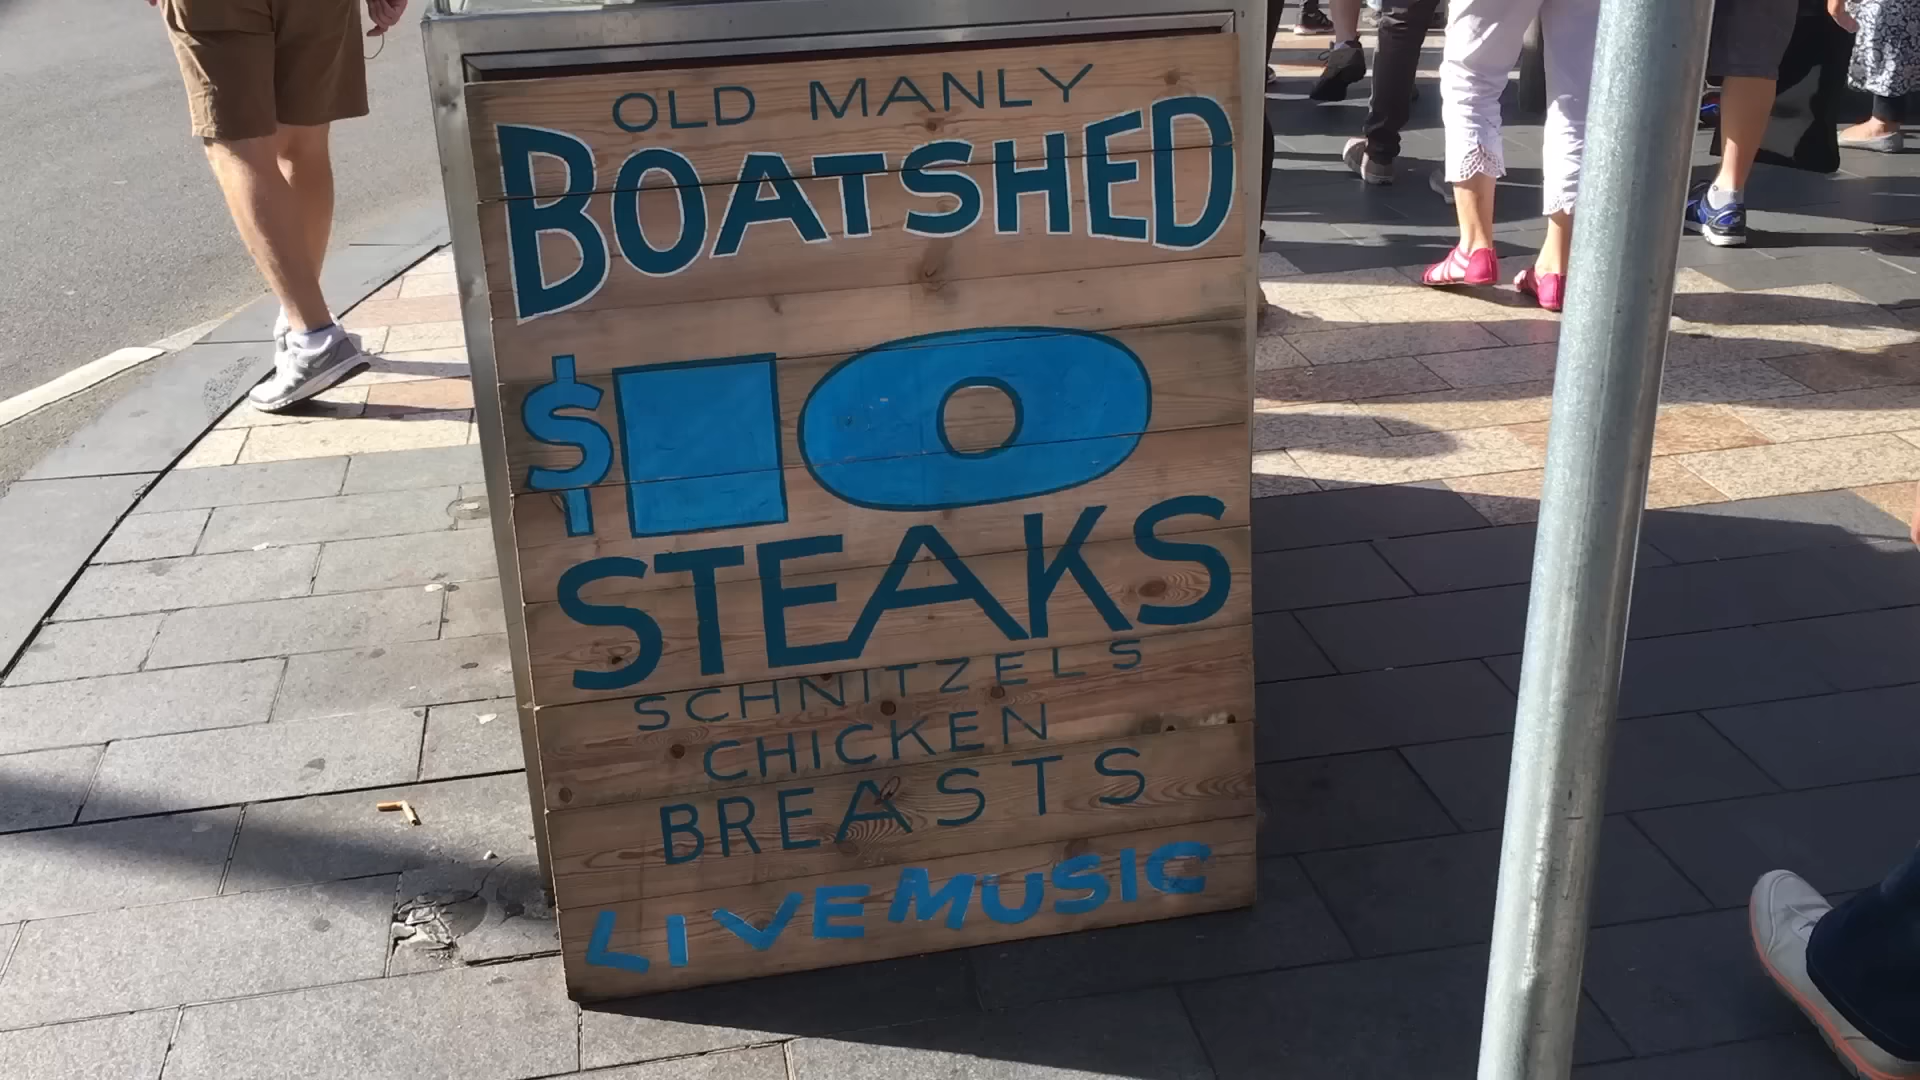 OLD MANLY
BOATSHED
$10
STEAKS
SCHNITZELS
CHICKEN
BREASTS
LIVE MUSIC